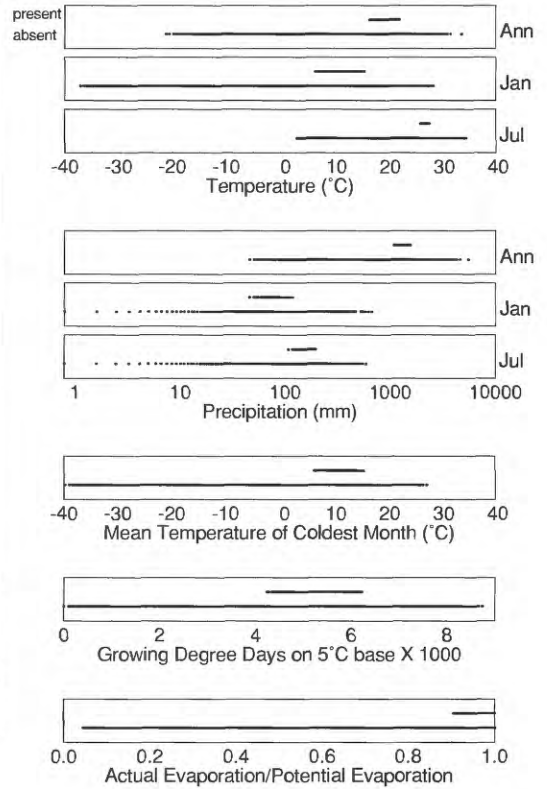 present
absent
Ann
Jan
Jul
-40 -30 -20 -10 0 10 20 30 40
Temperature (˚C)
Ann
Jan
Jul
1 10 100 1000 10000
Precipitation (mm)
-40 -30 -20 -10 0 10 20 30 40
Mean Temperature of Coldest Month (˚C)
0 2 4 6 8
Growing Degree Days on 5˚C base X 1000
0.0 0.2 0.4 0.6 0.8 1.0
Actual Evaporation/Potential Evaporation